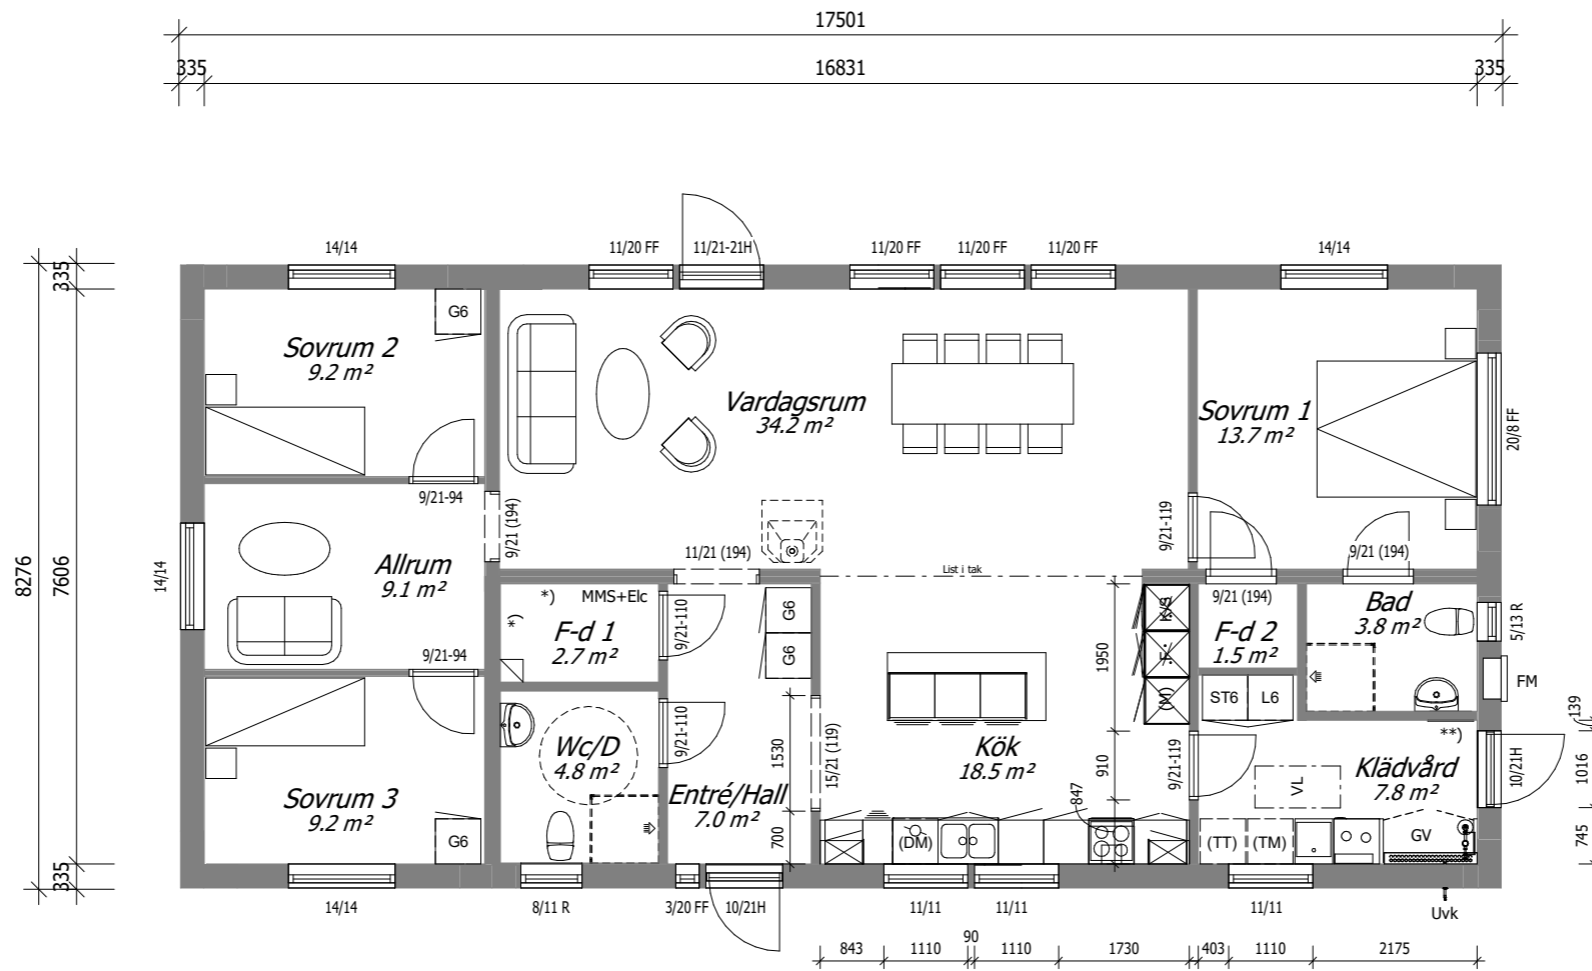 17501
335
16831
335
14/14
11/20 FF
11/21-21H
11/20 FF
11/20 FF
11/20 FF
14/14
335
G6
Sovrum 2
9.2 m²
Vardagsrum
34.2 m²
Sovrum 1
13.7 m²
20/8 FF
9/21-94
9/21 (194)
11/21 (194)
9/21-119
9/21 (194)
List i tak
8276
7606
14/14
Allrum
9.1 m²
*)
MMS+Elc
*)
F-d 1
2.7 m²
9/21-110
G6
G6
1950
K/S
F
(M)
9/21 (194)
F-d 2
1.5 m²
Bad
3.8 m²
5/13 R
9/21-94
FM
ST6
L6
139
9/21-110
Wc/D
4.8 m²
1530
15/21 (119)
Kök
18.5 m²
910
9/21-119
**)
Klädvård
7.8 m²
VL
10/21H
1016
Sovrum 3
9.2 m²
Entré/Hall
7.0 m²
700
847
G6
(DM)
(TT)
(TM)
GV
745
335
14/14
8/11 R
3/20 FF
10/21H
11/11
11/11
11/11
Uvk
843
1110
90
1110
1730
403
1110
2175